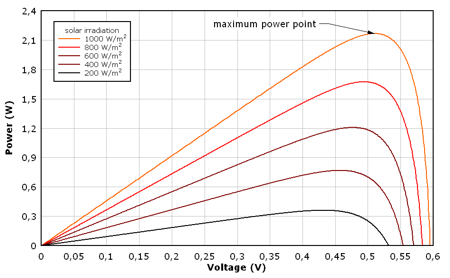 2,4
maximum power point
2,1
solar irradiation
1000 W/m²
800 W/m²
600 W/m²
400 W/m²
200 W/m²
1,8
1,5
1,2
0,9
0,6
0,3
0
Power (W)
0 0,05 0,1 0,15 0,2 0,25 0,3 0,35 0,4 0,45 0,5 0,55 0,6
Voltage (V)